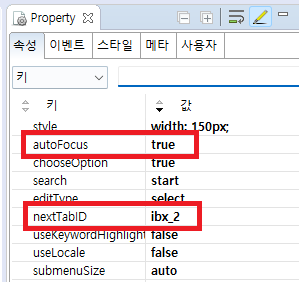 Property
속성 이벤트 스타일 메타 사용자
키
키 값
style width: 150px;
autoFocus true
chooseOption true
search start
editType select
nextTabID ibx_2
useKeywordHighlight false
useLocale false
submenuSize auto